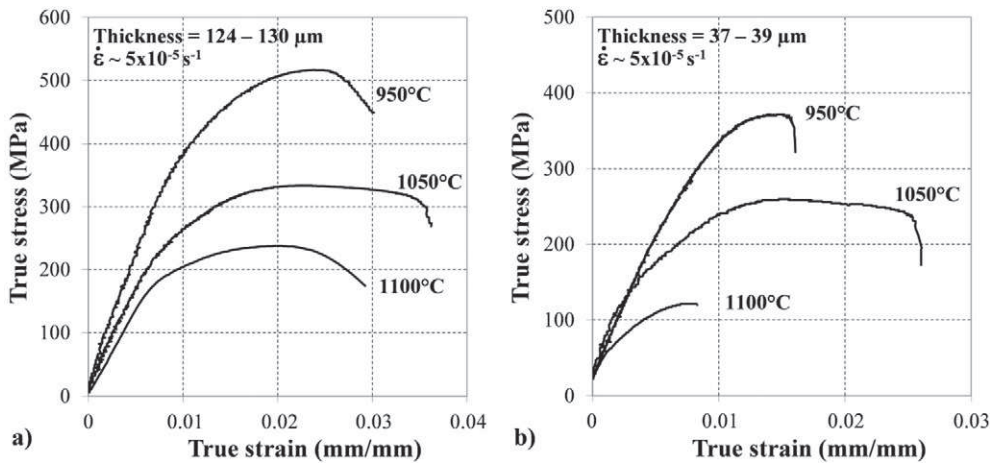 600
500
400
300
200
100
0
0
0.01
0.02
0.03
0.04
True stress (MPa)
True strain (mm/mm)
Thickness = 124 – 130 µm
ε̇ ~ 5x10⁻⁵ s⁻¹
950°C
1050°C
1100°C
a)
500
400
300
200
100
0
0
0.01
0.02
0.03
True stress (MPa)
True strain (mm/mm)
Thickness = 37 – 39 µm
ε̇ ~ 5x10⁻⁵ s⁻¹
950°C
1050°C
1100°C
b)